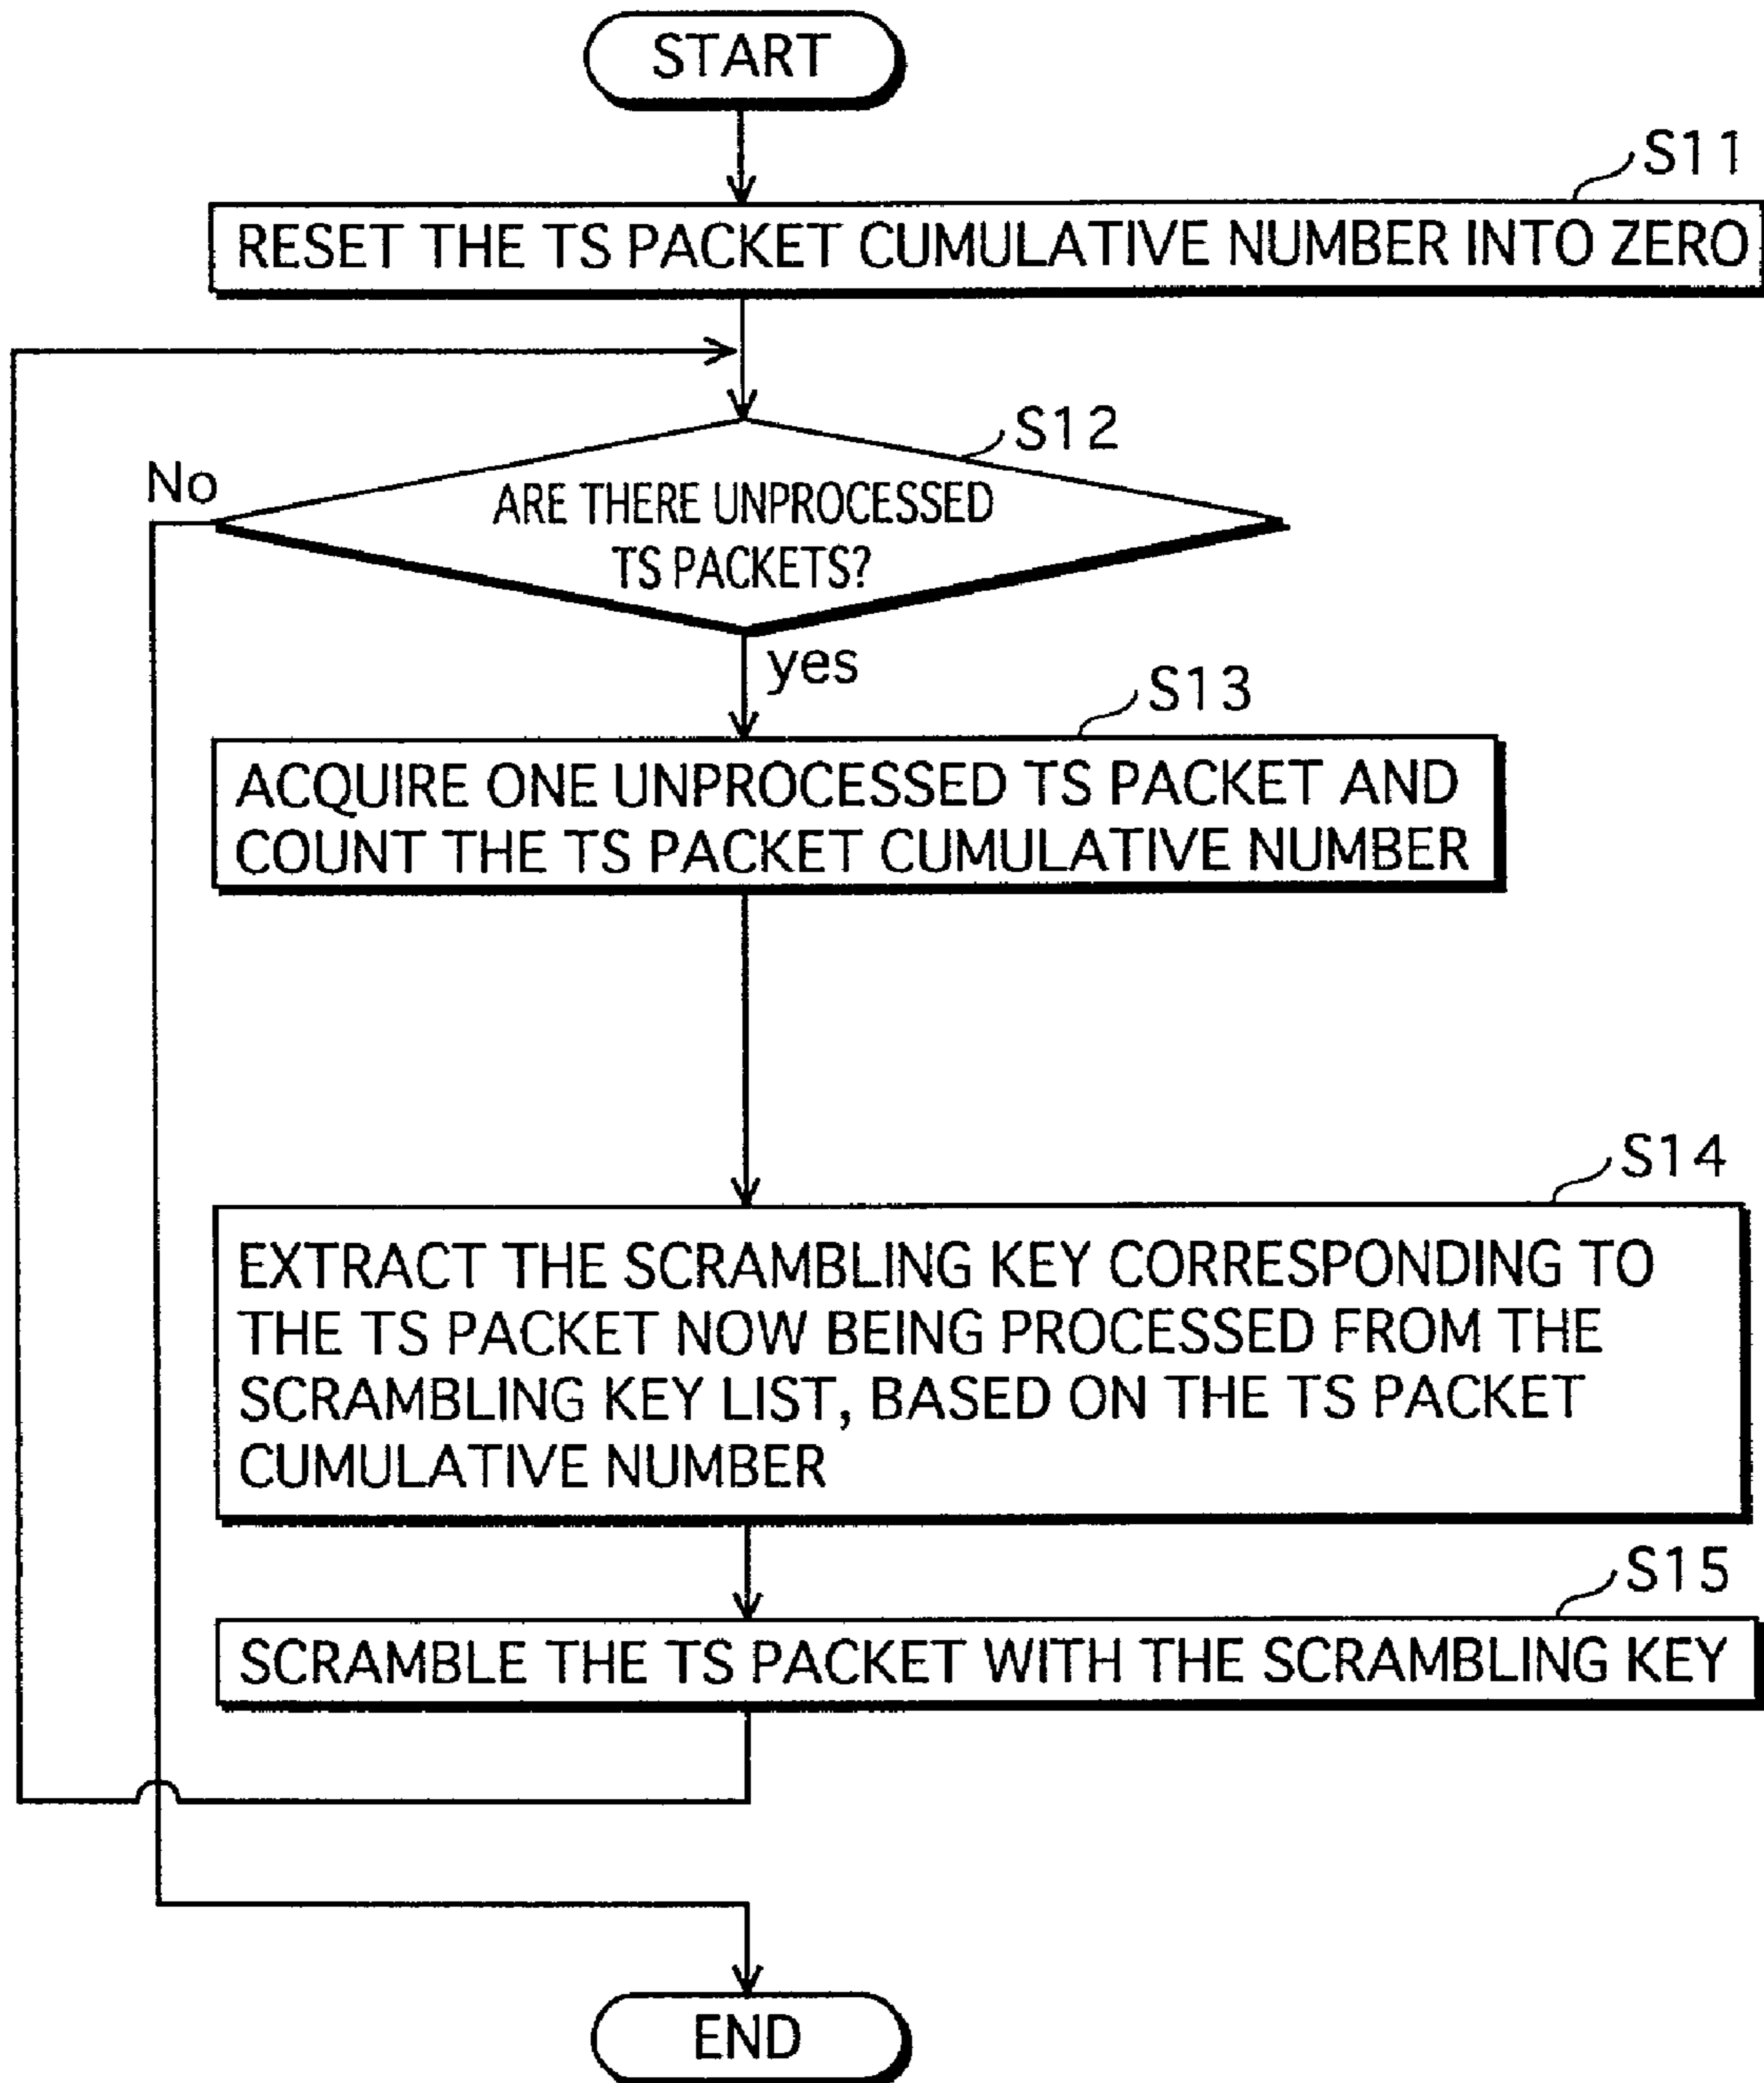 START
S11
RESET THE TS PACKET CUMULATIVE NUMBER INTO ZERO
S12
No
ARE THERE UNPROCESSED
TS PACKETS?
yes
S13
ACQUIRE ONE UNPROCESSED TS PACKET AND
COUNT THE TS PACKET CUMULATIVE NUMBER
S14
EXTRACT THE SCRAMBLING KEY CORRESPONDING TO
THE TS PACKET NOW BEING PROCESSED FROM THE
SCRAMBLING KEY LIST, BASED ON THE TS PACKET
CUMULATIVE NUMBER
S15
SCRAMBLE THE TS PACKET WITH THE SCRAMBLING KEY
END